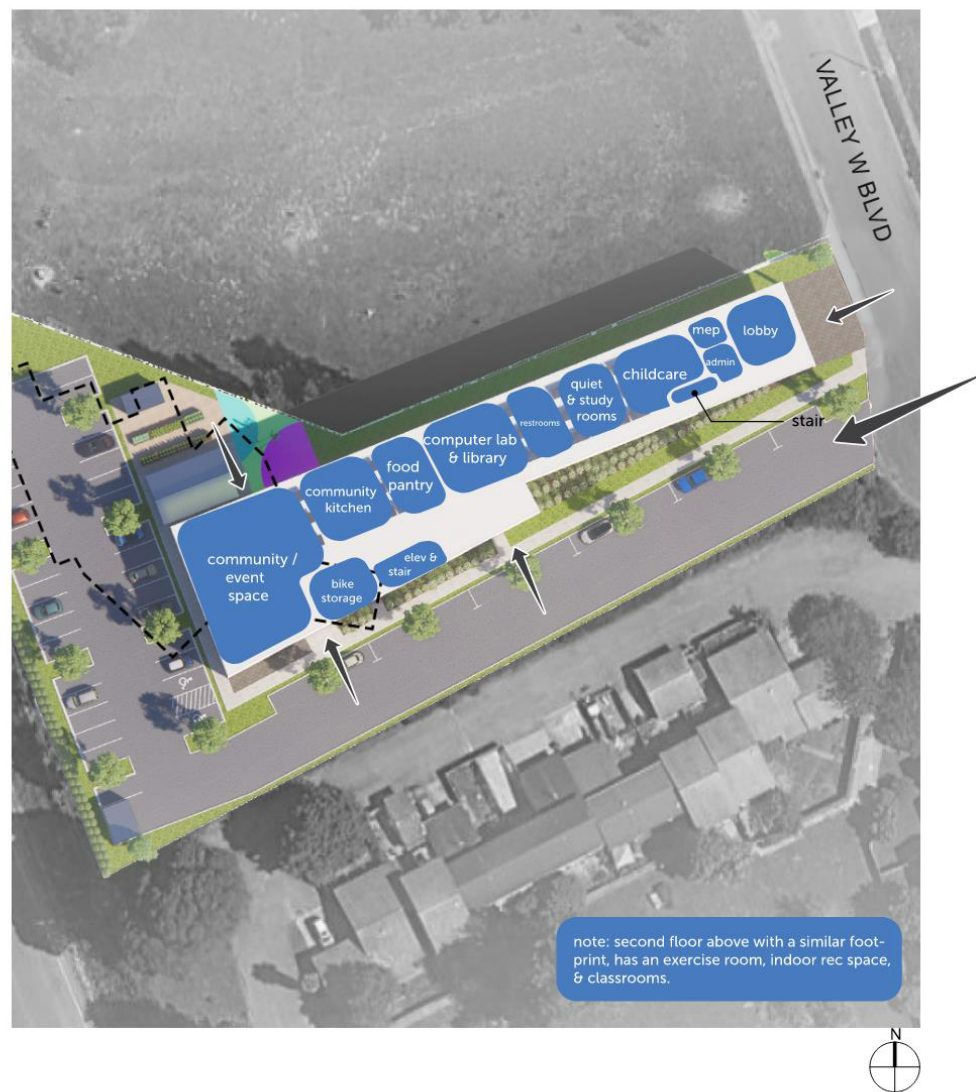 VALLEY W BLVD
lobby
mep
admin
childcare
stair
quiet
& study
rooms
restrooms
computer lab
& library
food
pantry
community
kitchen
community /
event
space
elev &
stair
bike
storage
note: second floor above with a similar foot-
print, has an exercise room, indoor rec space,
& classrooms.
N